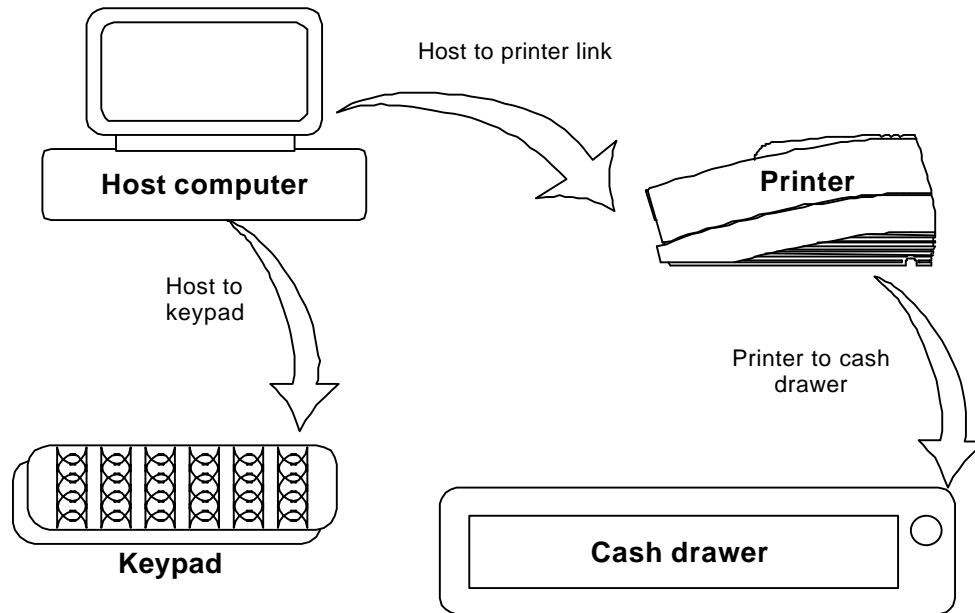 Host to printer link
Host computer
Printer
Host to
keypad
Printer to cash
drawer
Keypad
Cash drawer